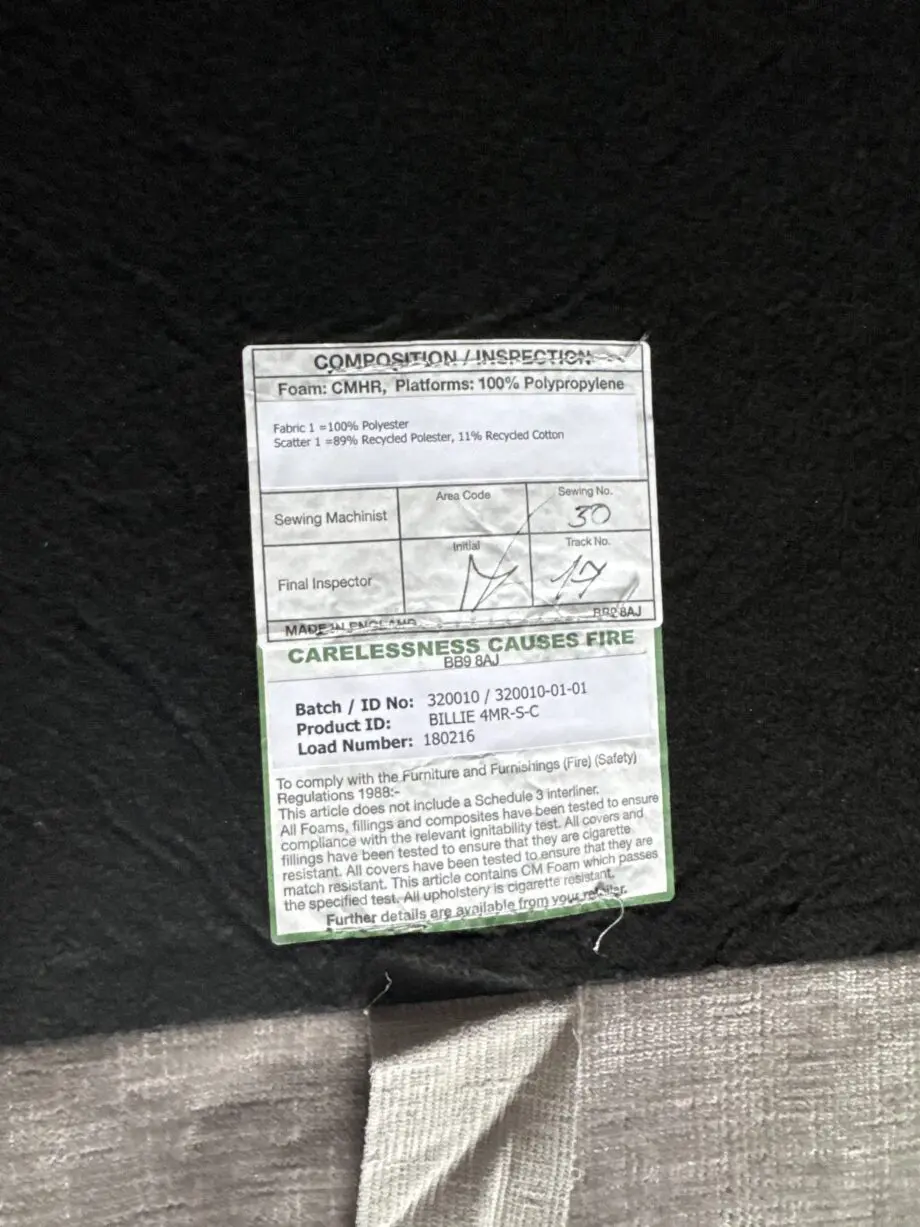 COMPOSITION / INSPECTION
Foam: CMHR, Platforms: 100% Polypropylene
Fabric 1 =100% Polyester
Scatter 1 =89% Recycled Polester, 11% Recycled Cotton
Area Code
Sewing No.
Sewing Machinist
30
Initial
Track No.
Final Inspector
MADE IN ENGLAND
BB9 8AJ
CARELESSNESS CAUSES FIRE
BB9 8AJ
Batch / ID No: 320010 / 320010-01-01
Product ID: BILLIE 4MR-S-C
Load Number: 180216
To comply with the Furniture and Furnishings (Fire) (Safety)
Regulations 1988:-
This article does not include a Schedule 3 interliner.
All Foams, fillings and composites have been tested to ensure
compliance with the relevant ignitability test. All covers and
fillings have been tested to ensure that they are cigarette
resistant. All covers have been tested to ensure that they are
match resistant. This article contains CM Foam which passes
the specified test. All upholstery is cigarette resistant.
Further details are available from your retailer.